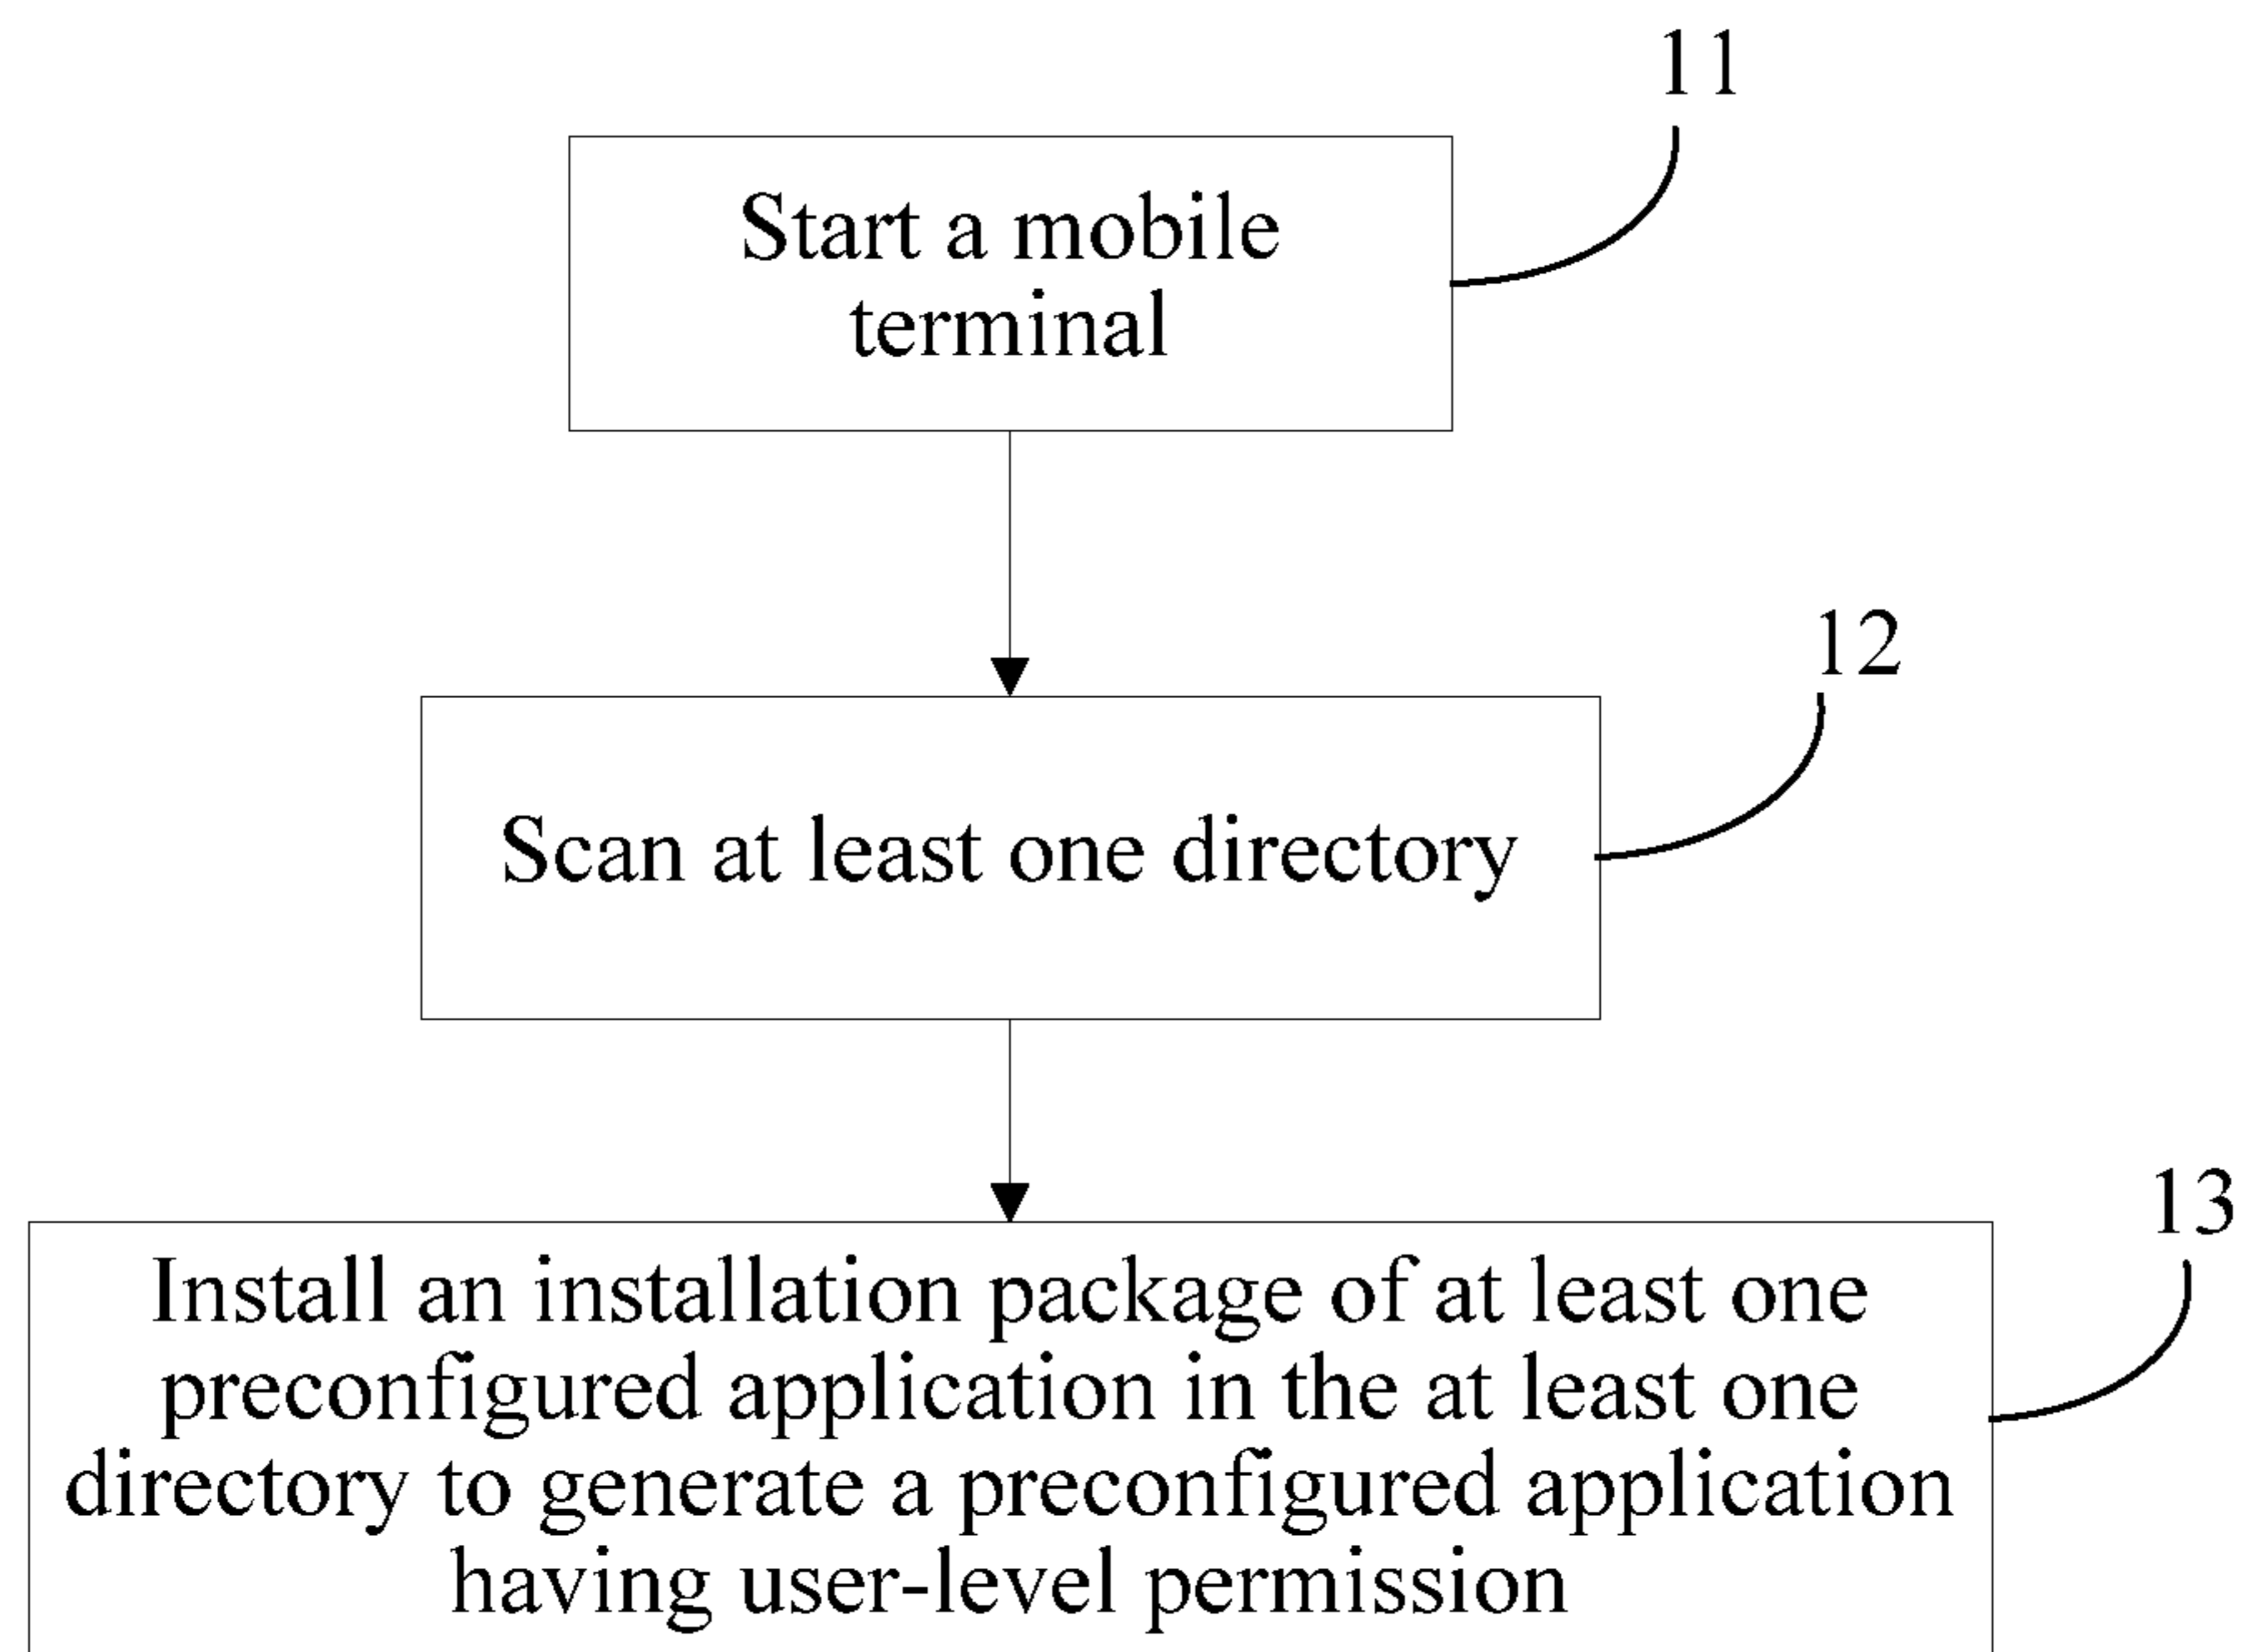 11
Start a mobile
terminal
12
Scan at least one directory
13
Install an installation package of at least one
preconfigured application in the at least one
directory to generate a preconfigured application
having user-level permission